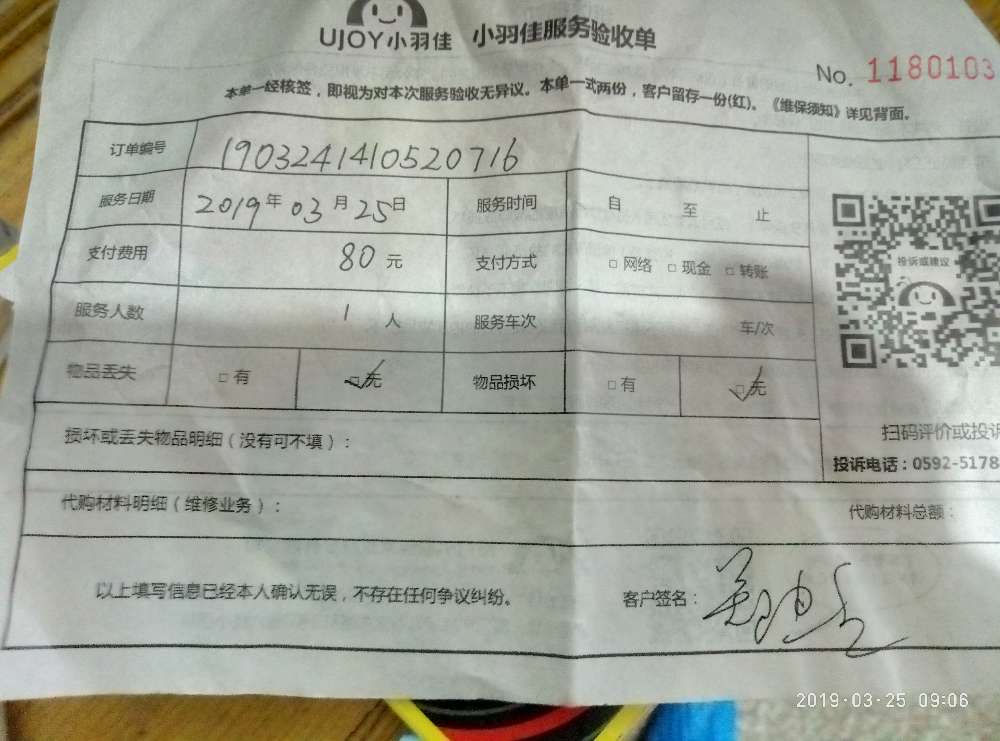 UJOY小羽佳 小羽佳服务验收单
No. 1180103
本单一经核签，即视为对本次服务验收无异议。本单一式两份，客户留存一份(红)。《维保须知》详见背面。
订单编号 1903241410520716
服务日期 2019年03月25日 服务时间 自 至 止
支付费用 80元 支付方式 □网络 □现金 □转账
投诉或建议
服务人数 1人 服务车次 车/次
物品丢失 □有 □无 物品损坏 □有 □无
损坏或丢失物品明细（没有可不填）：
扫码评价或投诉
投诉电话：0592-5178
代购材料明细（维修业务）： 代购材料总额：
以上填写信息已经本人确认无误，不存在任何争议纠纷。 客户签名：
2019-03-25 09:06